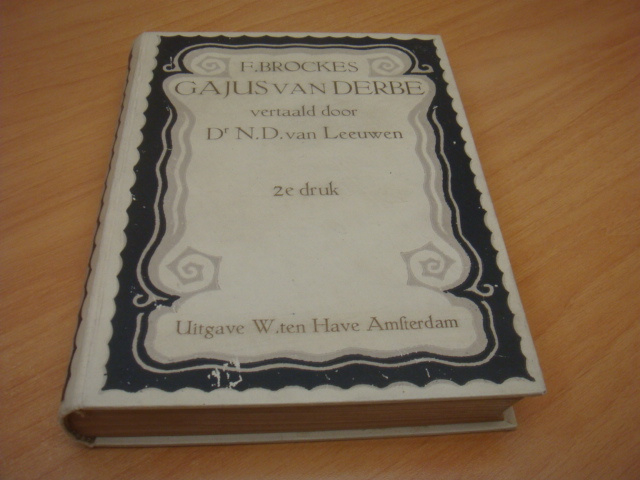 F. BROCKES
GAJUS VAN DERBE
vertaald door
Dr N.D. van Leeuwen
2e druk
Uitgave W. ten Have Amsterdam